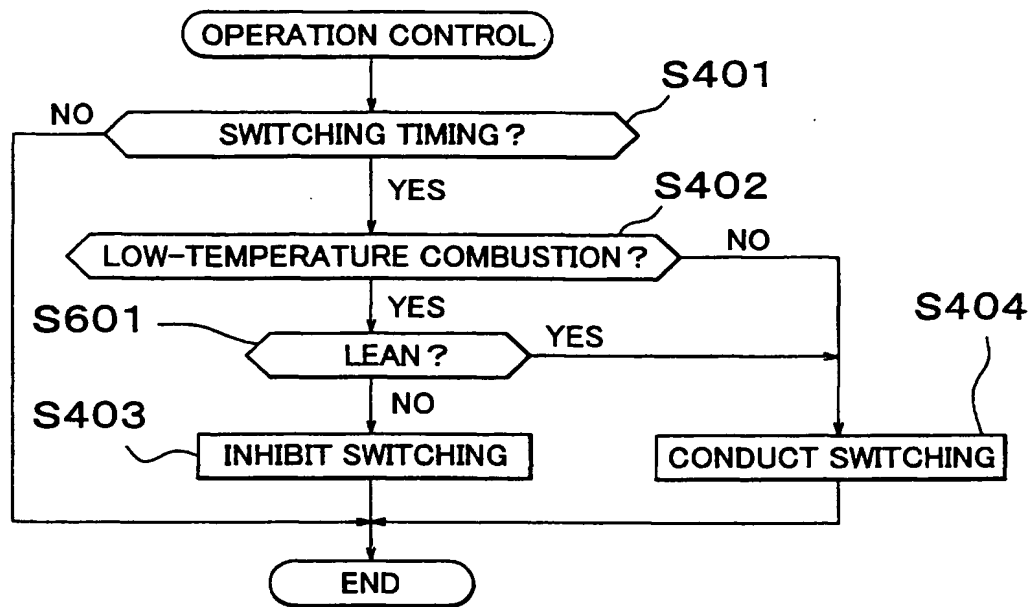 OPERATION CONTROL
S401
NO
SWITCHING TIMING?
YES
S402
LOW-TEMPERATURE COMBUSTION?
NO
YES
S601
LEAN?
YES
S404
NO
S403
INHIBIT SWITCHING
CONDUCT SWITCHING
END